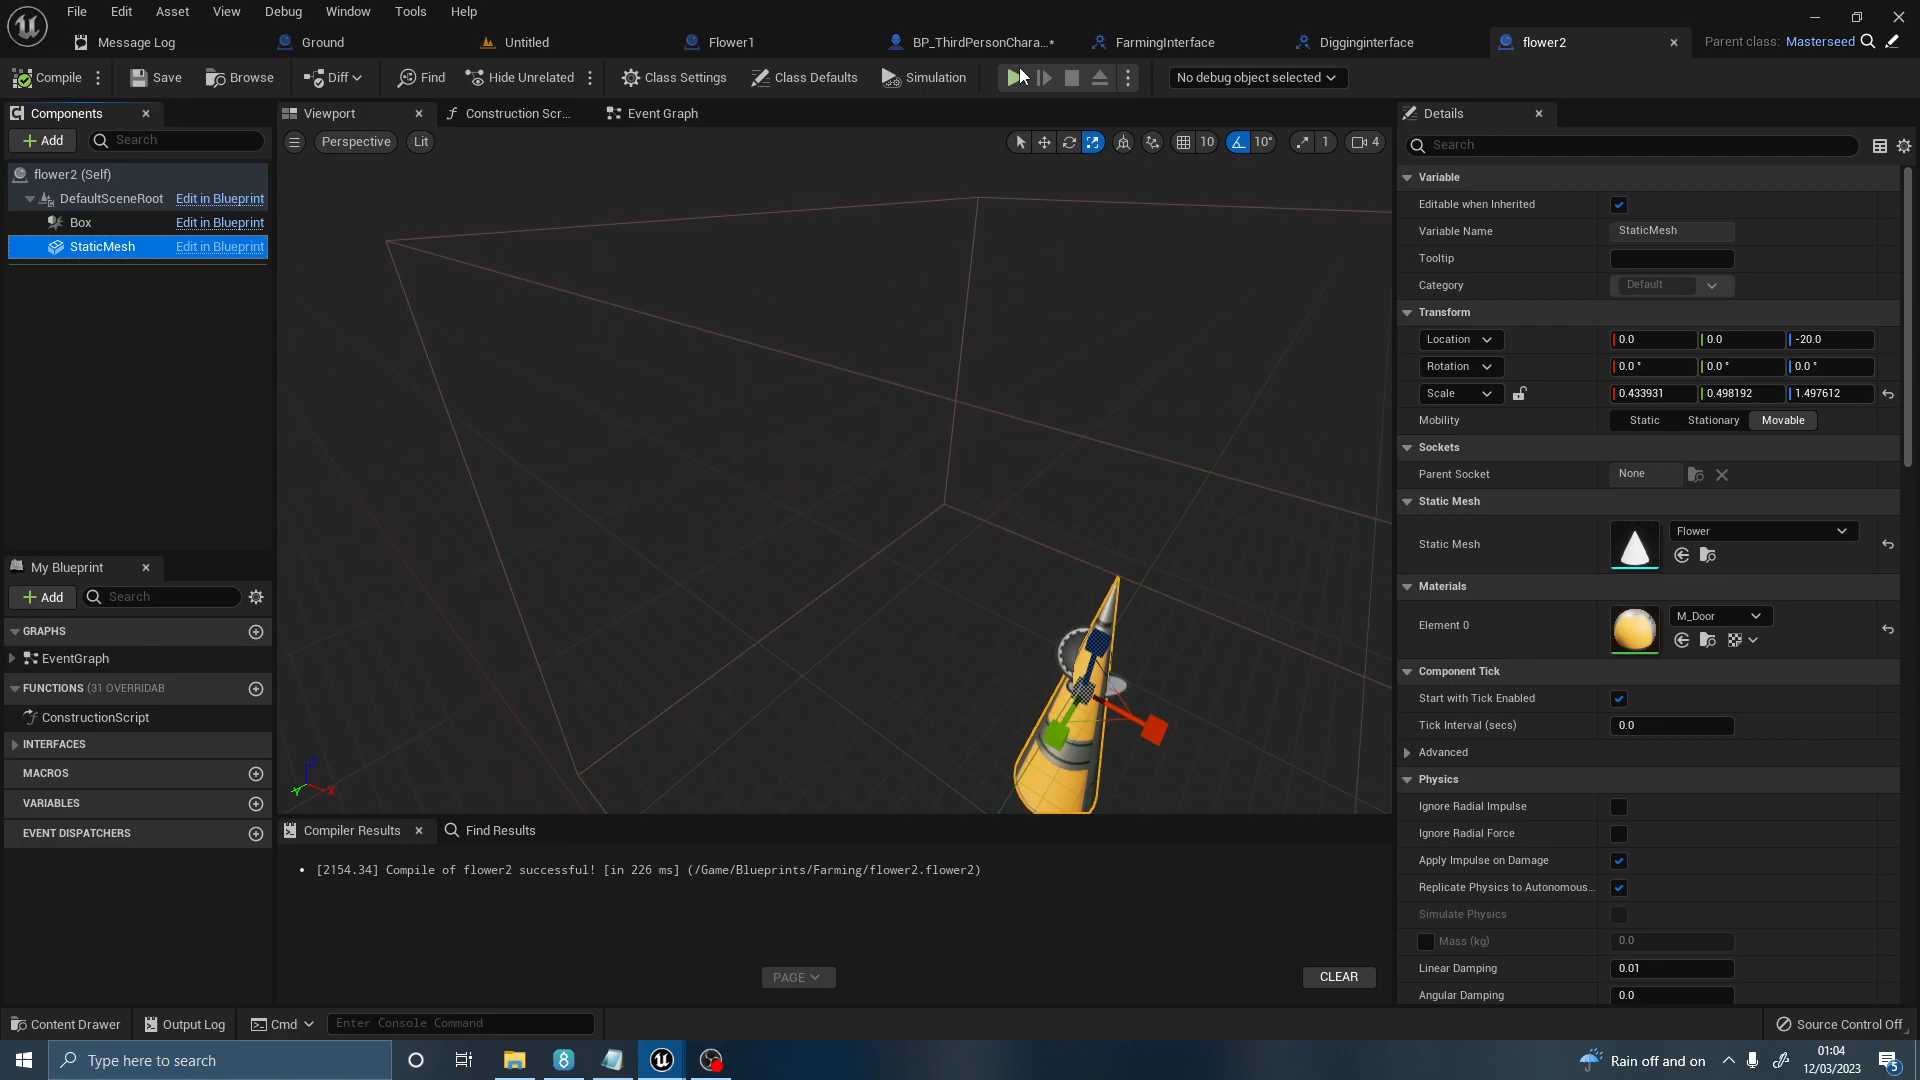 File Edit Asset View Debug Window Tools Help
Message Log Ground Untitled Flower1 BP_ThirdPersonChara...* FarmingInterface Digginginterface flower2 Parent class: Masterseed
Compile Save Browse Diff Find Hide Unrelated Class Settings Class Defaults Simulation No debug object selected
Components Viewport Construction Scr... Event Graph Details
Add Search Perspective Lit 10 10° 1 4 Search
flower2 (Self)
DefaultSceneRoot Edit in Blueprint
Box Edit in Blueprint
StaticMesh Edit in Blueprint
Variable
Editable when Inherited
Variable Name StaticMesh
Tooltip
Category Default
Transform
Location 0.0 0.0 -20.0
Rotation 0.0 ° 0.0 ° 0.0 °
Scale 0.433931 0.498192 1.497612
Mobility Static Stationary Movable
Sockets
Parent Socket None
Static Mesh
Static Mesh Flower
Materials
Element 0 M_Door
Component Tick
Start with Tick Enabled
Tick Interval (secs) 0.0
Advanced
Physics
Ignore Radial Impulse
Ignore Radial Force
Apply Impulse on Damage
Replicate Physics to Autonomous...
Simulate Physics
Mass (kg) 0.0
Linear Damping 0.01
Angular Damping 0.0
My Blueprint
Add Search
GRAPHS
EventGraph
FUNCTIONS (31 OVERRIDAB
ConstructionScript
INTERFACES
MACROS
VARIABLES
EVENT DISPATCHERS
Z
Y X
Compiler Results Find Results
• [2154.34] Compile of flower2 successful! [in 226 ms] (/Game/Blueprints/Farming/flower2.flower2)
PAGE CLEAR
Content Drawer Output Log Cmd Enter Console Command Source Control Off
Type here to search Rain off and on 01:04
12/03/2023 5